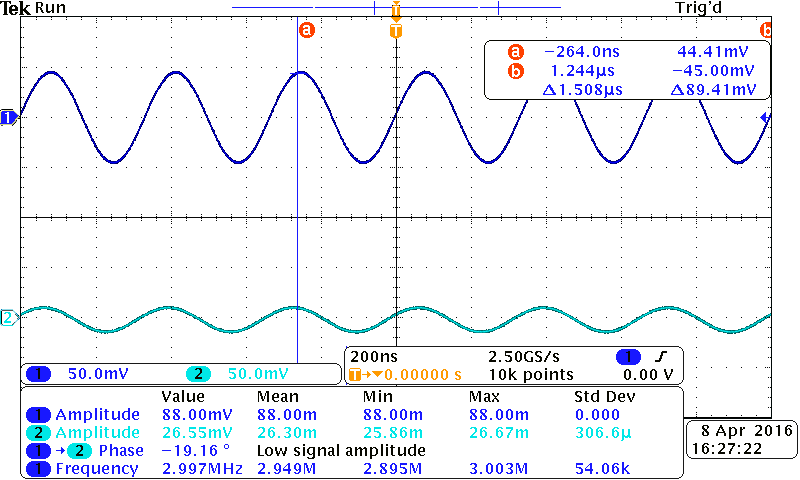 Tek Run Trig'd
T
a b
T
a −264.0ns 44.41mV
b 1.244µs −45.00mV
Δ1.508µs Δ89.41mV
1
2
200ns 2.50GS/s 1
T→▼0.00000 s 10k points 0.00 V
1 50.0mV 2 50.0mV
Value Mean Min Max Std Dev
1 Amplitude 88.00mV 88.00m 88.00m 88.00m 0.000
2 Amplitude 26.55mV 26.30m 25.86m 26.67m 306.6µ
1 → 2 Phase −19.16 ° Low signal amplitude
1 Frequency 2.997MHz 2.949M 2.895M 3.003M 54.06k
8 Apr 2016
16:27:22